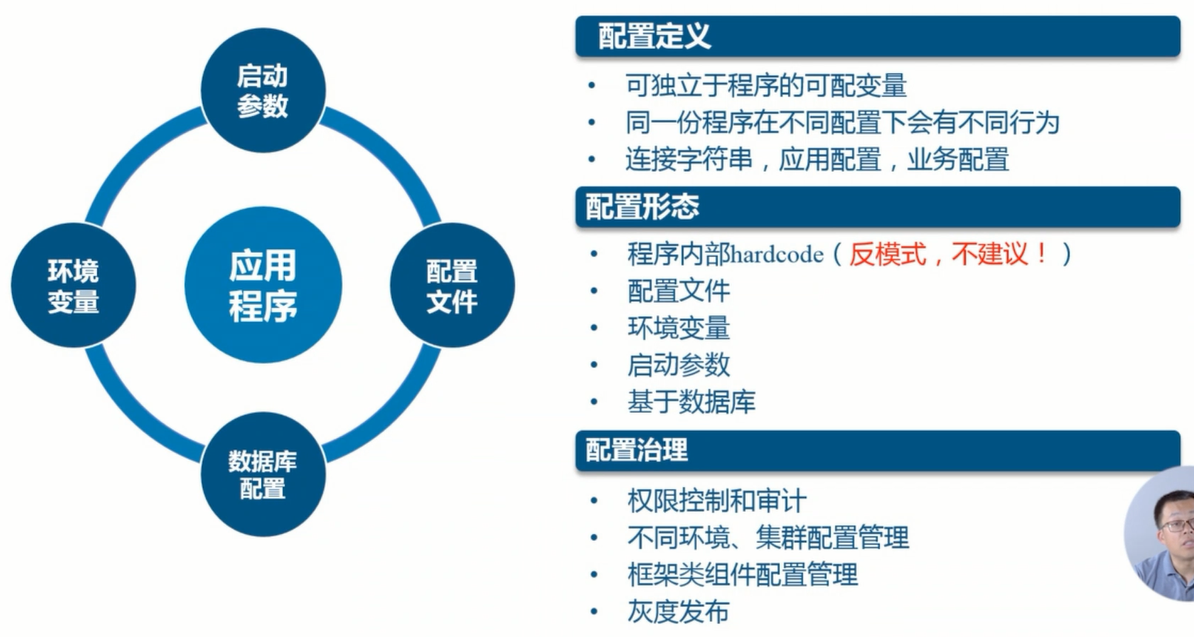 启动
参数
环境
变量
应用
程序
配置
文件
数据库
配置
配置定义
• 可独立于程序的可配变量
• 同一份程序在不同配置下会有不同行为
• 连接字符串，应用配置，业务配置
配置形态
• 程序内部hardcode（反模式，不建议！）
• 配置文件
• 环境变量
• 启动参数
• 基于数据库
配置治理
• 权限控制和审计
• 不同环境、集群配置管理
• 框架类组件配置管理
• 灰度发布